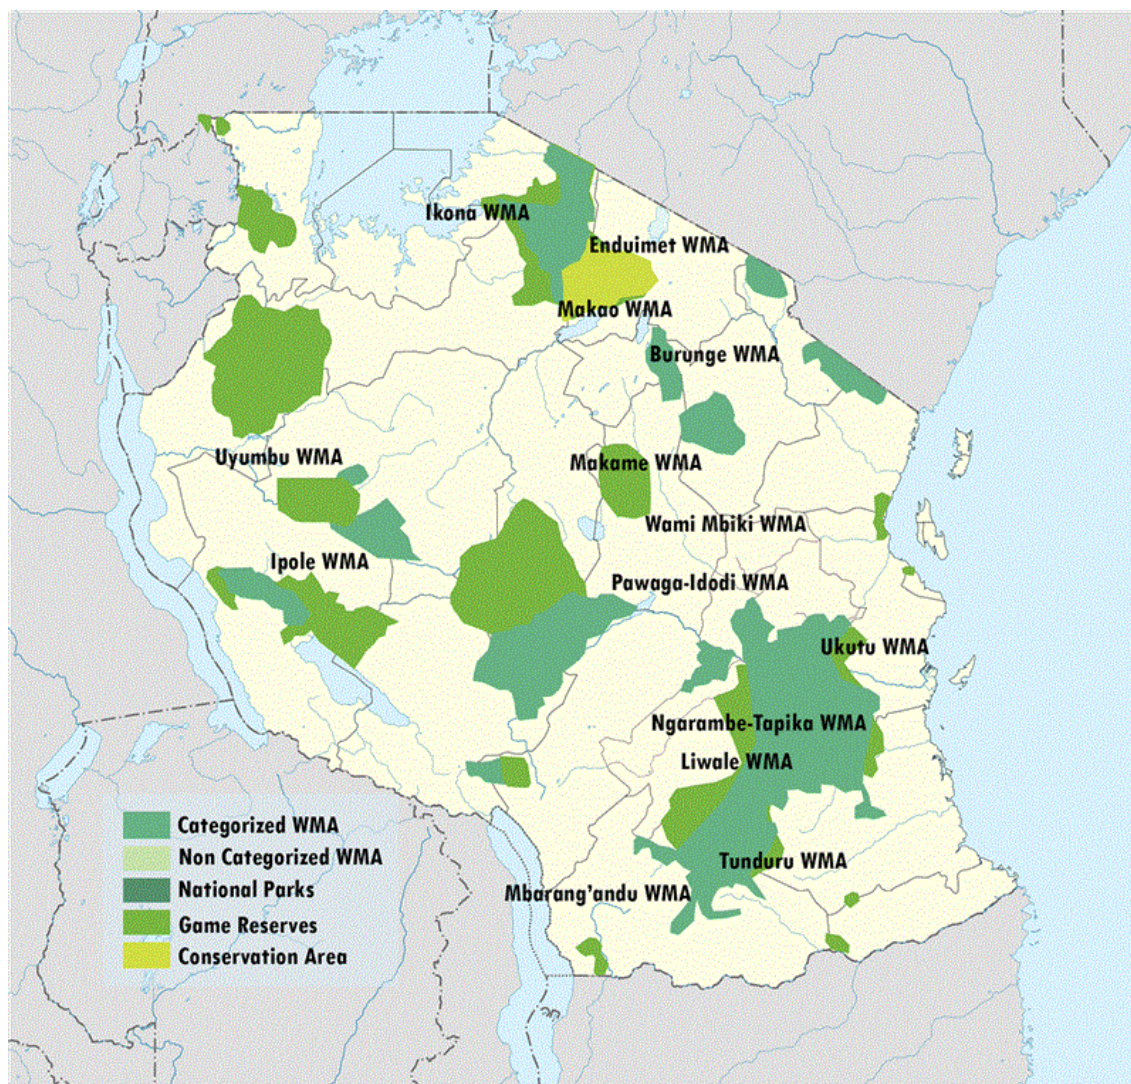 Ikona WMA
Enduimet WMA
Makao WMA
Burunge WMA
Uyumbu WMA
Makame WMA
Wami Mbiki WMA
Ipole WMA
Pawaga-Idodi WMA
Ukutu WMA
Ngarambe-Tapika WMA
Liwale WMA
Tunduru WMA
Mbarang'andu WMA
Categorized WMA
Non Categorized WMA
National Parks
Game Reserves
Conservation Area